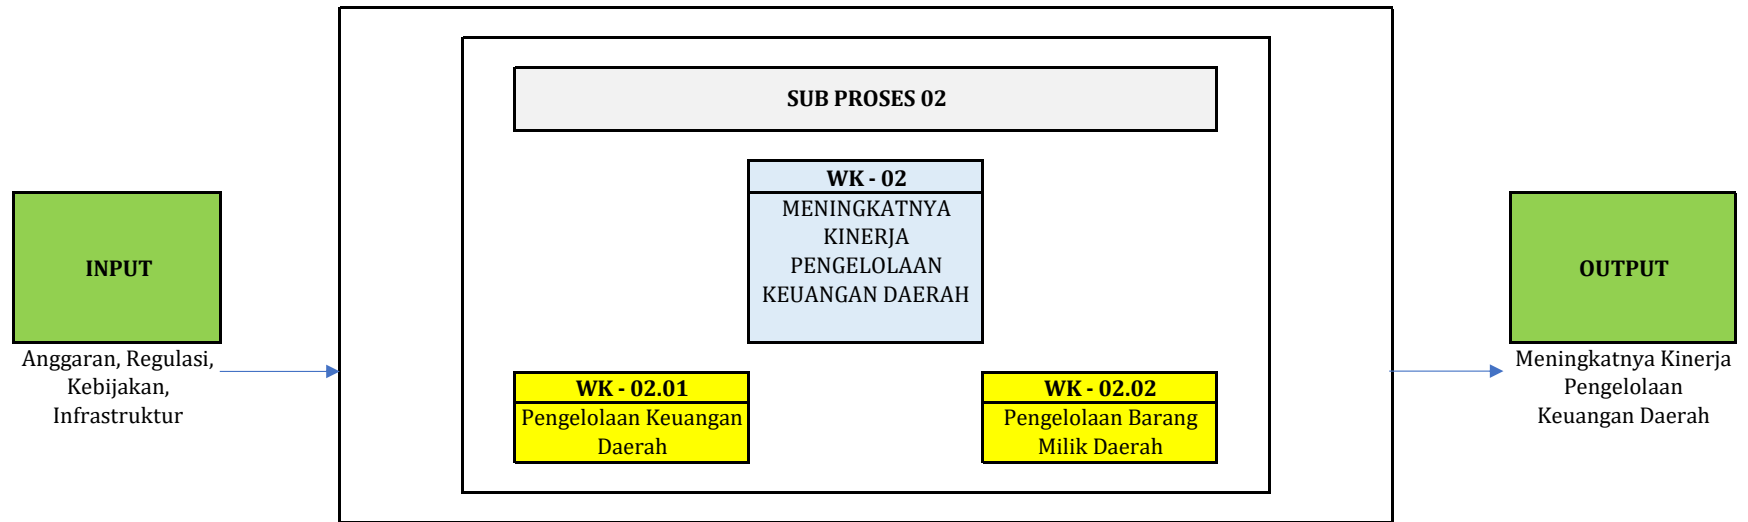 SUB PROSES 02
WK - 02
MENINGKATNYA
KINERJA
PENGELOLAAN
KEUANGAN DAERAH
INPUT
Anggaran, Regulasi,
Kebijakan,
Infrastruktur
WK - 02.01
Pengelolaan Keuangan
Daerah
WK - 02.02
Pengelolaan Barang
Milik Daerah
OUTPUT
Meningkatnya Kinerja
Pengelolaan
Keuangan Daerah